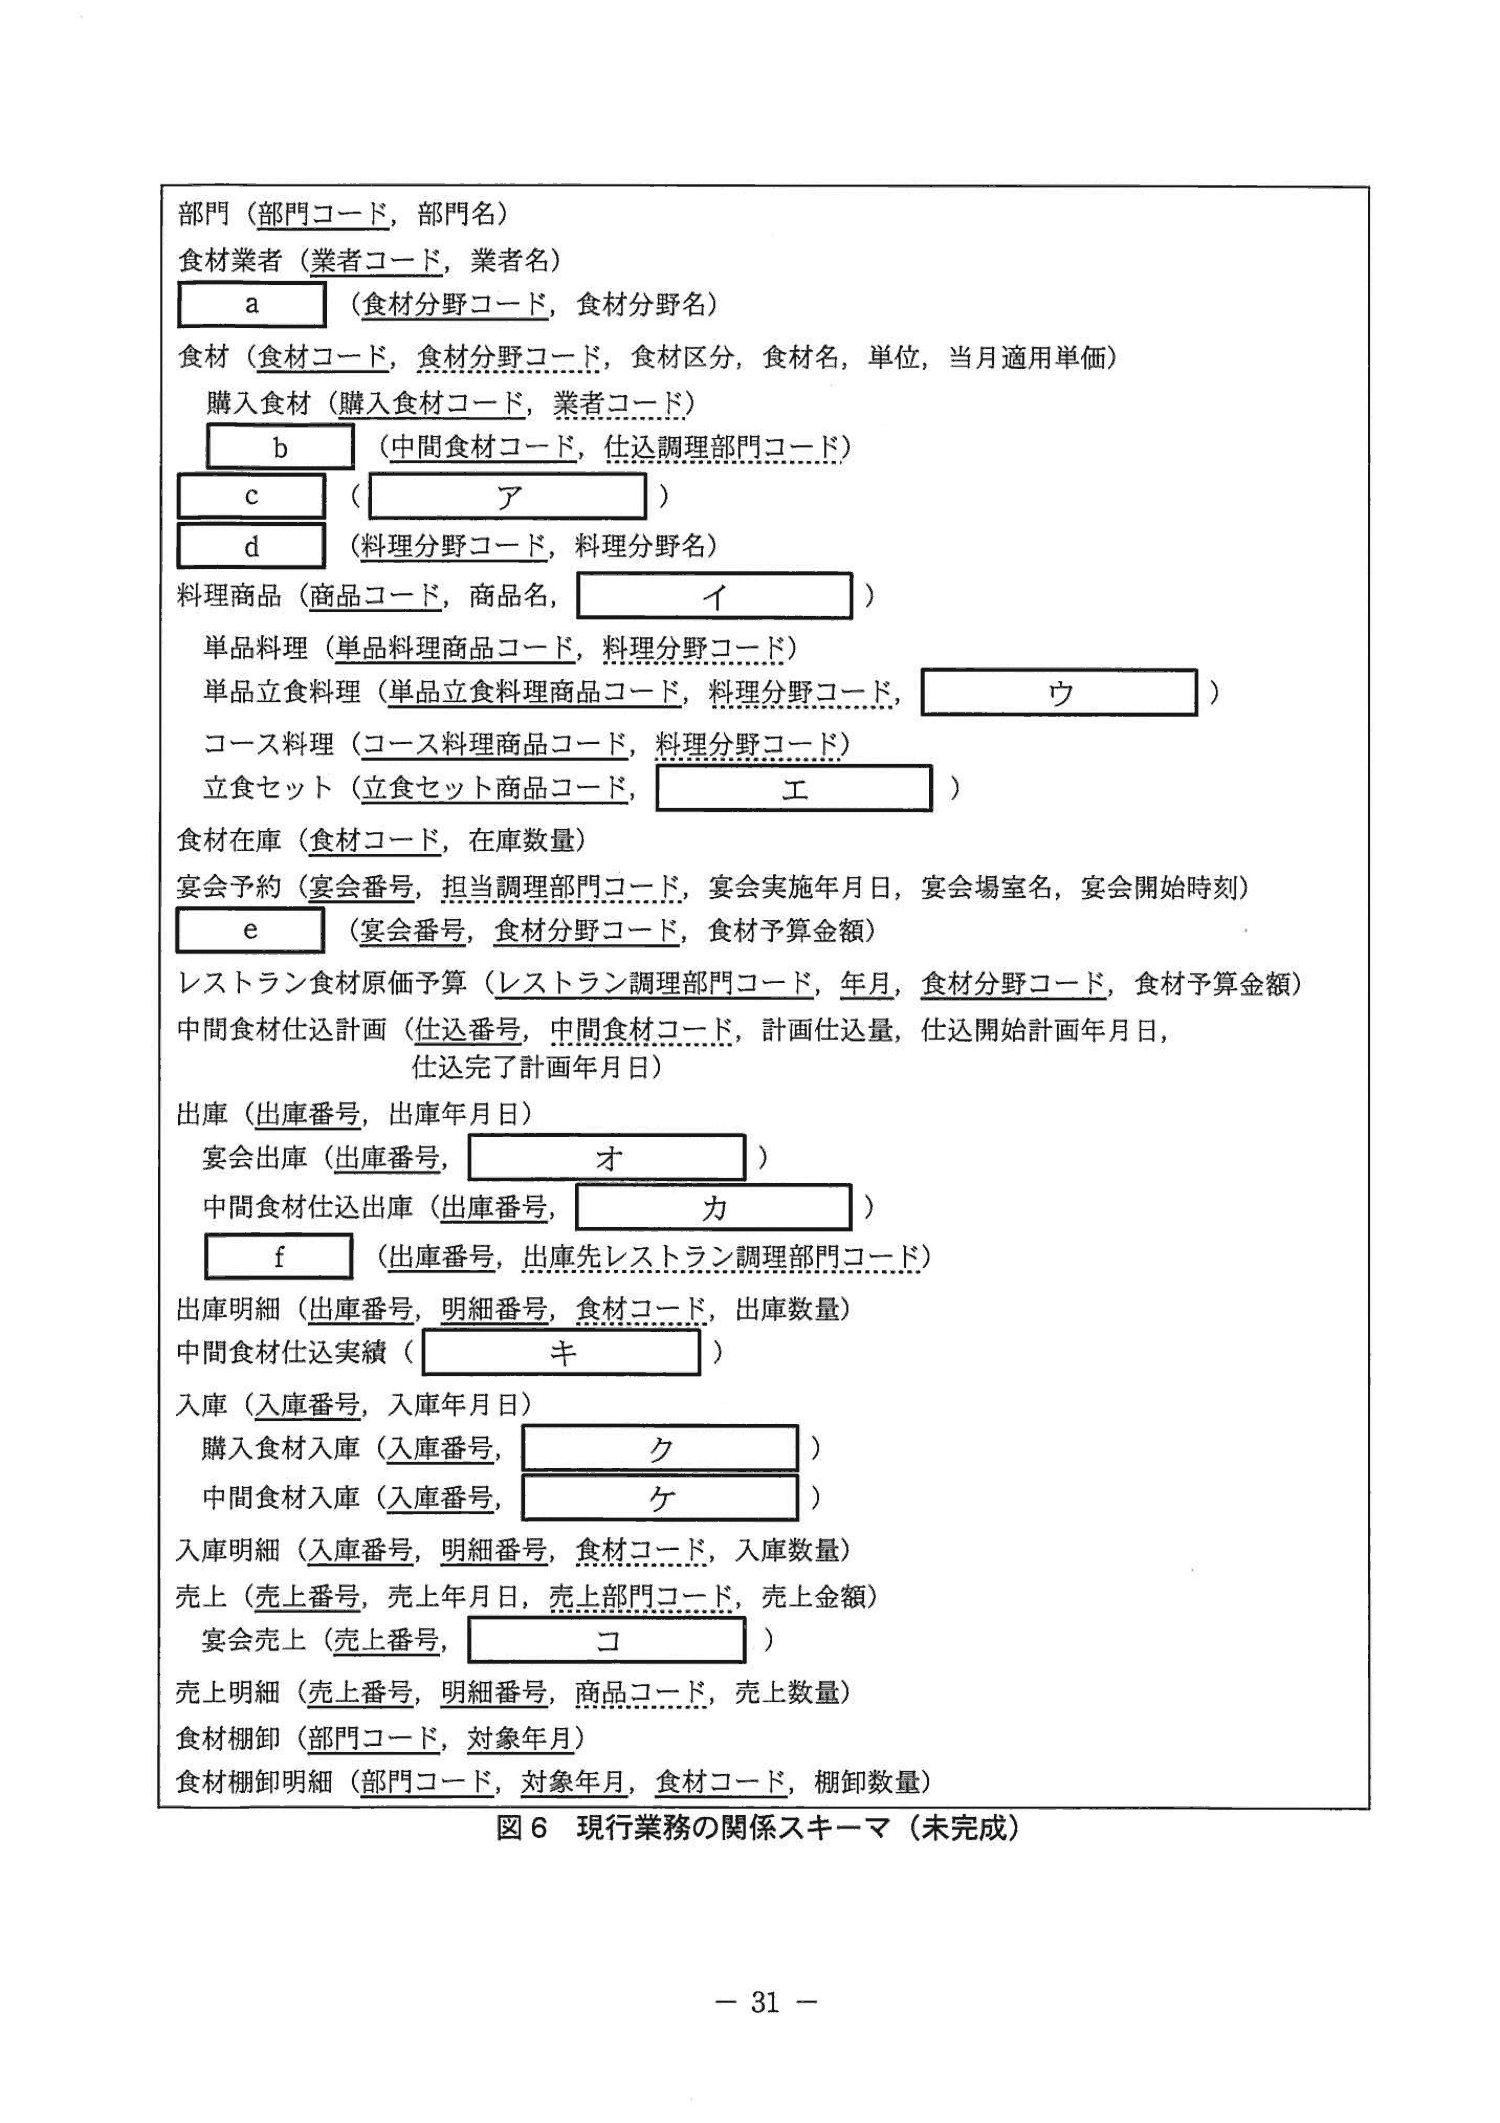 部門（部門コード，部門名）
食材業者（業者コード，業者名）
a（食材分野コード，食材分野名）
食材（食材コード，食材分野コード，食材区分，食材名，単位，当月適用単価）
購入食材（購入食材コード，業者コード）
b（中間食材コード，仕込調理部門コード）
c（ア）
d（料理分野コード，料理分野名）
料理商品（商品コード，商品名，イ）
単品料理（単品料理商品コード，料理分野コード）
単品立食料理（単品立食料理商品コード，料理分野コード，ウ）
コース料理（コース料理商品コード，料理分野コード）
立食セット（立食セット商品コード，エ）
食材在庫（食材コード，在庫数量）
宴会予約（宴会番号，担当調理部門コード，宴会実施年月日，宴会場室名，宴会開始時刻）
e（宴会番号，食材分野コード，食材予算金額）
レストラン食材原価予算（レストラン調理部門コード，年月，食材分野コード，食材予算金額）
中間食材仕込計画（仕込番号，中間食材コード，計画仕込量，仕込開始計画年月日，
仕込完了計画年月日）
出庫（出庫番号，出庫年月日）
宴会出庫（出庫番号，オ）
中間食材仕込出庫（出庫番号，カ）
f（出庫番号，出庫先レストラン調理部門コード）
出庫明細（出庫番号，明細番号，食材コード，出庫数量）
中間食材仕込実績（キ）
入庫（入庫番号，入庫年月日）
購入食材入庫（入庫番号，ク）
中間食材入庫（入庫番号，ケ）
入庫明細（入庫番号，明細番号，食材コード，入庫数量）
売上（売上番号，売上年月日，売上部門コード，売上金額）
宴会売上（売上番号，コ）
売上明細（売上番号，明細番号，商品コード，売上数量）
食材棚卸（部門コード，対象年月）
食材棚卸明細（部門コード，対象年月，食材コード，棚卸数量）
図6　現行業務の関係スキーマ（未完成）
－ 31 －